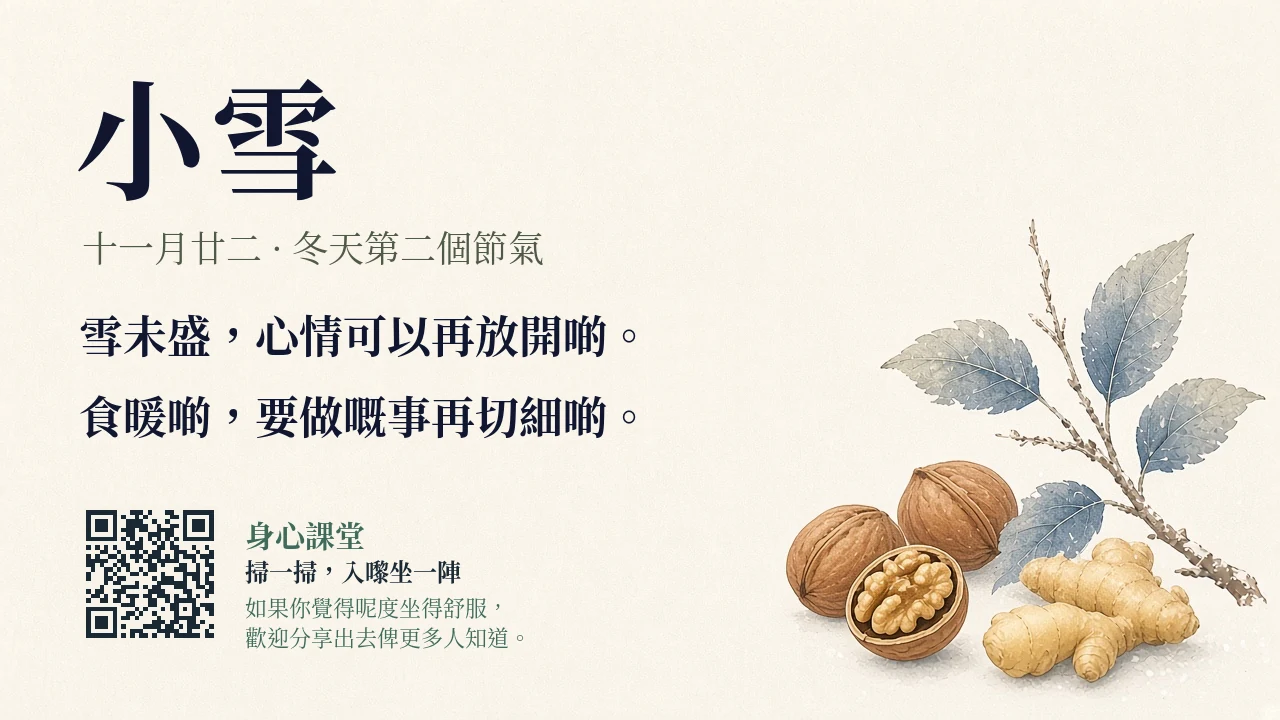 小雪
十一月廿二 · 冬天第二個節氣
雪未盛，心情可以再放開啲。
食暖啲，要做嘅事再切細啲。
身心課堂
掃一掃，入嚟坐一陣
如果你覺得呢度坐得舒服，
歡迎分享出去俾更多人知道。